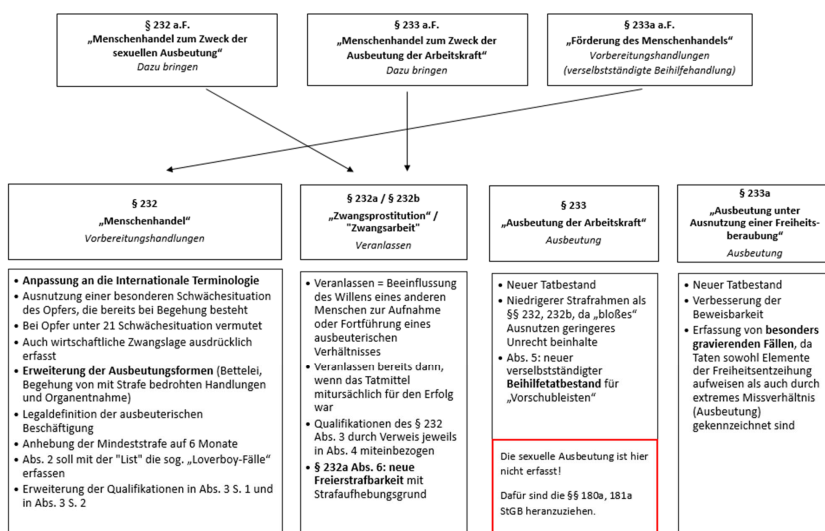 § 232 a.F.
„Menschenhandel zum Zweck der
sexuellen Ausbeutung“
Dazu bringen
§ 233 a.F.
„Menschenhandel zum Zweck der
Ausbeutung der Arbeitskraft“
Dazu bringen
§ 233a a.F.
„Förderung des Menschenhandels“
Vorbereitungshandlungen
(verselbstständigte Beihilfehandlung)
§ 232
„Menschenhandel“
Vorbereitungshandlungen
§ 232a / § 232b
„Zwangsprostitution“ /
"Zwangsarbeit"
Veranlassen
§ 233
„Ausbeutung der Arbeitskraft“
Ausbeutung
§ 233a
„Ausbeutung unter
Ausnutzung einer Freiheits-
beraubung“
Ausbeutung
• Anpassung an die Internationale Terminologie
• Ausnutzung einer besonderen Schwächesituation
des Opfers, die bereits bei Begehung besteht
• Bei Opfer unter 21 Schwächesituation vermutet
• Auch wirtschaftliche Zwangslage ausdrücklich
erfasst
• Erweiterung der Ausbeutungsformen (Bettelei,
Begehung von mit Strafe bedrohten Handlungen
und Organentnahme)
• Legaldefinition der ausbeuterischen
Beschäftigung
• Anhebung der Mindeststrafe auf 6 Monate
• Abs. 2 soll mit der "List" die sog. „Loverboy-Fälle“
erfassen
• Erweiterung der Qualifikationen in Abs. 3 S. 1 und
in Abs. 3 S. 2
• Veranlassen = Beeinflussung
des Willens eines anderen
Menschen zur Aufnahme
oder Fortführung eines
ausbeuterischen
Verhältnisses
• Veranlassen bereits dann,
wenn das Tatmittel
mitursächlich für den Erfolg
war
• Qualifikationen des § 232
Abs. 3 durch Verweis jeweils
in Abs. 4 miteinbezogen
• § 232a Abs. 6: neue
Freierstrafbarkeit mit
Strafaufhebungsgrund
• Neuer Tatbestand
• Niedrigerer Strafrahmen als
§§ 232, 232b, da „bloßes“
Ausnutzen geringeres
Unrecht beinhalte
• Abs. 5: neuer
verselbstständigter
Beihilfetatbestand für
„Vorschubleisten“
Die sexuelle Ausbeutung ist hier
nicht erfasst!
Dafür sind die §§ 180a, 181a
StGB heranzuziehen.
• Neuer Tatbestand
• Verbesserung der
Beweisbarkeit
• Erfassung von besonders
gravierenden Fällen, da
Taten sowohl Elemente
der Freiheitsentzeihung
aufweisen als auch durch
extremes Missverhältnis
(Ausbeutung)
gekennzeichnet sind